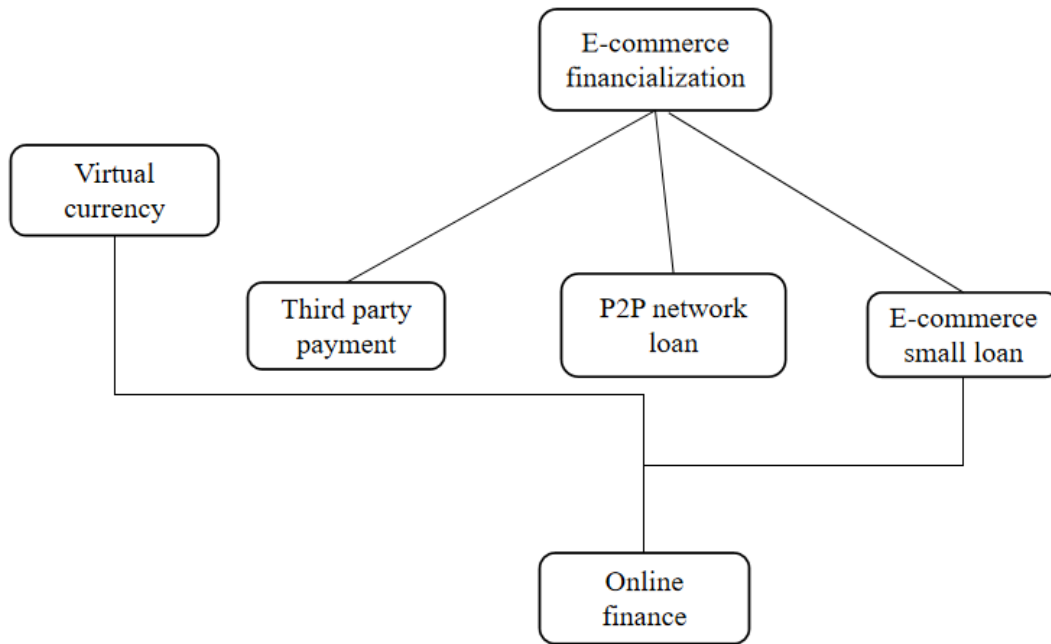 E-commerce
financialization
Virtual
currency
Third party
payment
P2P network
loan
E-commerce
small loan
Online
finance